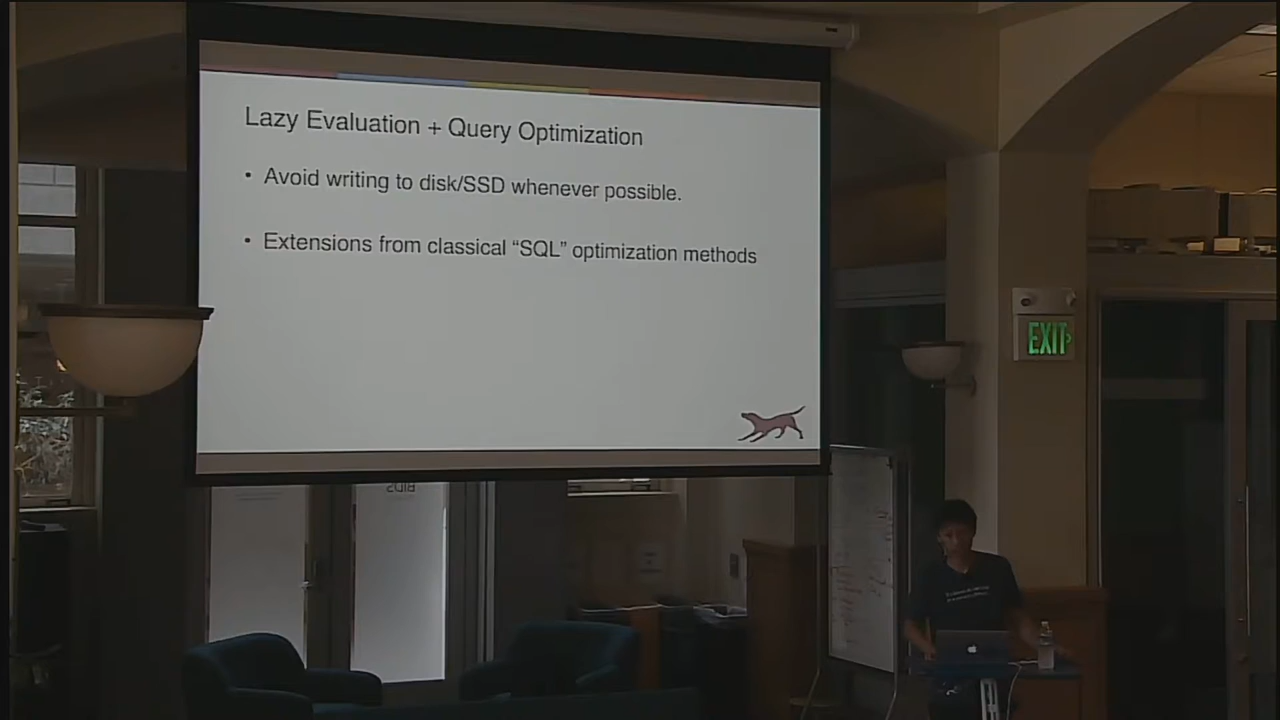 Lazy Evaluation + Query Optimization
• Avoid writing to disk/SSD whenever possible.
• Extensions from classical “SQL” optimization methods
EXIT